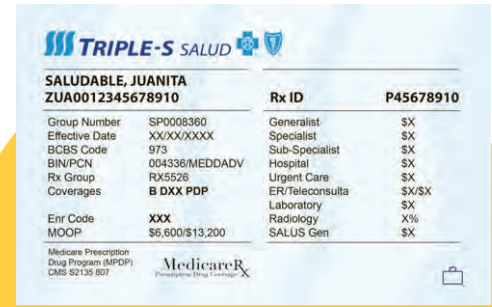 TRIPLE-S SALUD
SALUDABLE, JUANITA
ZUA0012345678910
Rx ID P45678910
Group Number SP0008360
Effective Date XX/XX/XXXX
BCBS Code 973
BIN/PCN 004336/MEDDADV
Rx Group RX5526
Coverages B DXX PDP
Enr Code XXX
MOOP $6,600/$13,200
Generalist $X
Specialist $X
Sub-Specialist $X
Hospital $X
Urgent Care $X
ER/Teleconsulta $X/$X
Laboratory $X
Radiology X%
SALUS Gen $X
Medicare Prescription
Drug Program (MPDP)
CMS S2135 807
MedicareRx
Prescription Drug Coverage